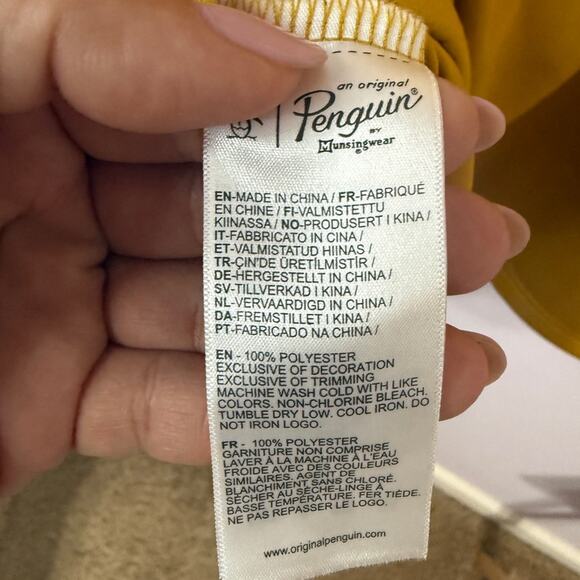 an original
Penguin®
BY
Munsingwear
EN-MADE IN CHINA / FR-FABRIQUÉ
EN CHINE / FI-VALMISTETTU
KIINASSA / NO-PRODUSERT I KINA /
IT-FABBRICATO IN CINA /
ET-VALMISTATUD HIINAS /
TR-ÇIN'DE ÜRETİLMİSTİR /
DE-HERGESTELLT IN CHINA /
SV-TILLVERKAD I KINA /
NL-VERVAARDIGD IN CHINA /
DA-FREMSTILLET I KINA /
PT-FABRICADO NA CHINA /
EN - 100% POLYESTER
EXCLUSIVE OF DECORATION
EXCLUSIVE OF TRIMMING
MACHINE WASH COLD WITH LIKE
COLORS. NON-CHLORINE BLEACH.
TUMBLE DRY LOW. COOL IRON. DO
NOT IRON LOGO.
FR - 100% POLYESTER
GARNITURE NON COMPRISE
LAVER À LA MACHINE À L'EAU
FROIDE AVEC DES COULEURS
SIMILAIRES. AGENT DE
BLANCHIMENT SANS CHLORÉ.
SÉCHER AU SÈCHE-LINGE À
BASSE TEMPÉRATURE. FER TIÈDE.
NE PAS REPASSER LE LOGO.
www.originalpenguin.com